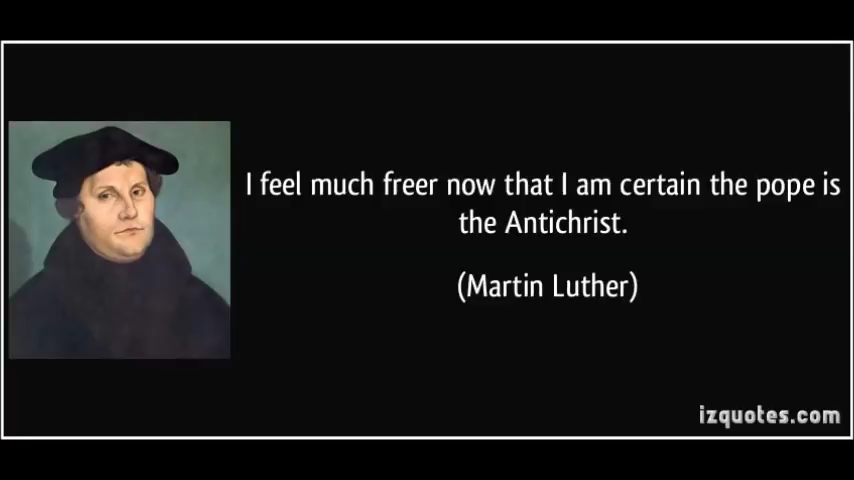 I feel much freer now that I am certain the pope is
the Antichrist.
(Martin Luther)
izquotes.com